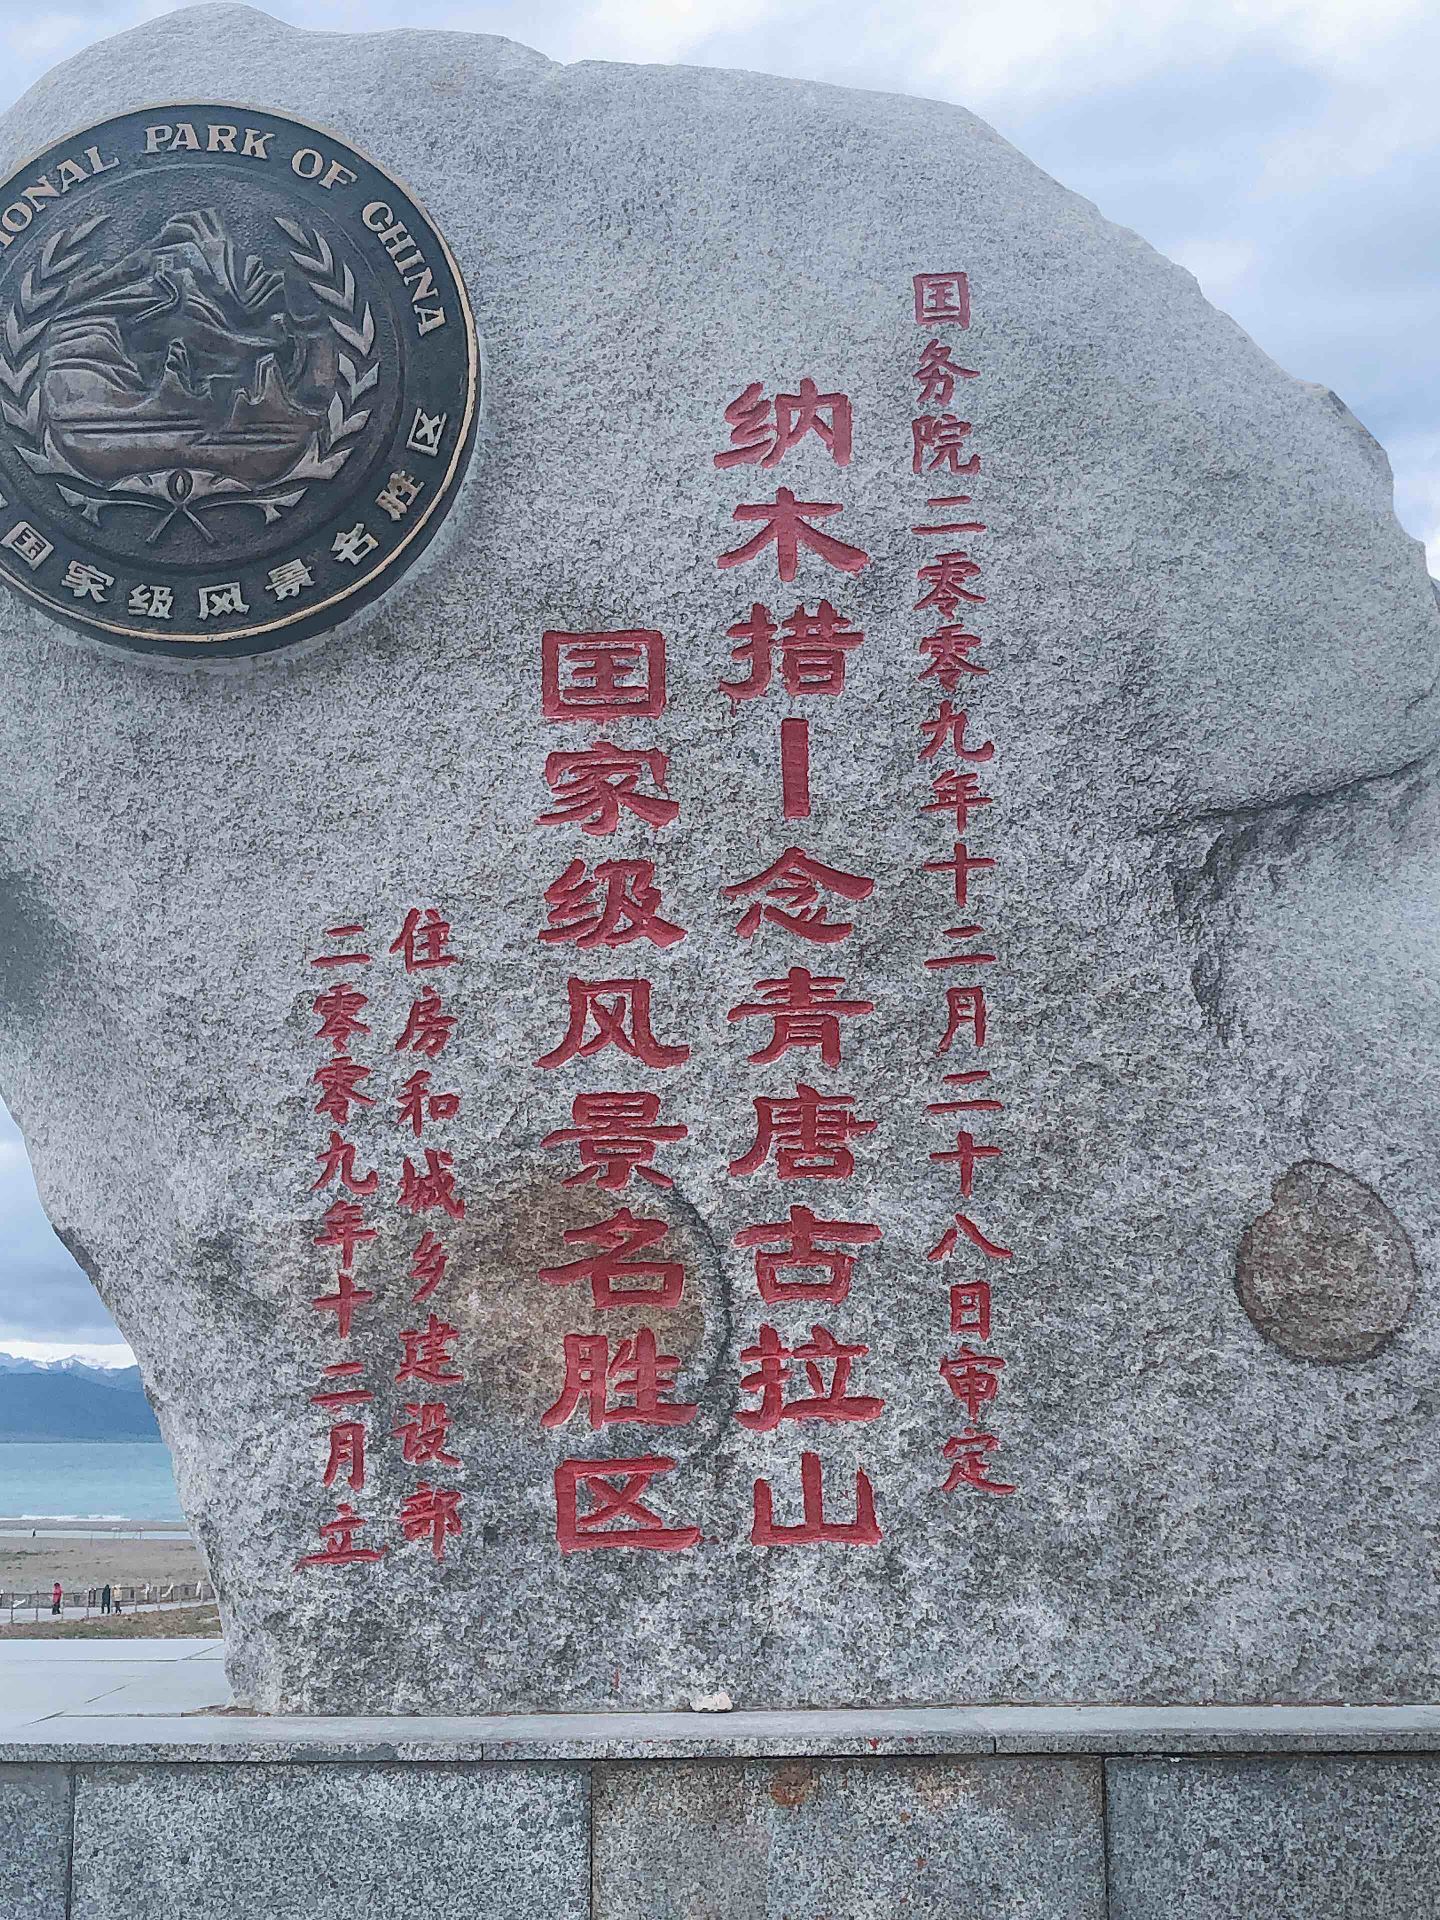 NATIONAL PARK OF CHINA
中国国家级风景名胜区
国务院二零零九年十二月二十八日审定
纳木措—念青唐古拉山
国家级风景名胜区
住房和城乡建设部
二零零九年十二月立